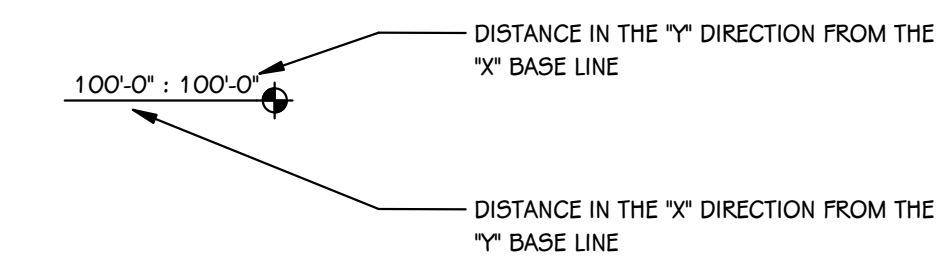 DISTANCE IN THE "Y" DIRECTION FROM THE
"X" BASE LINE
100'-0" : 100'-0"
DISTANCE IN THE "X" DIRECTION FROM THE
"Y" BASE LINE